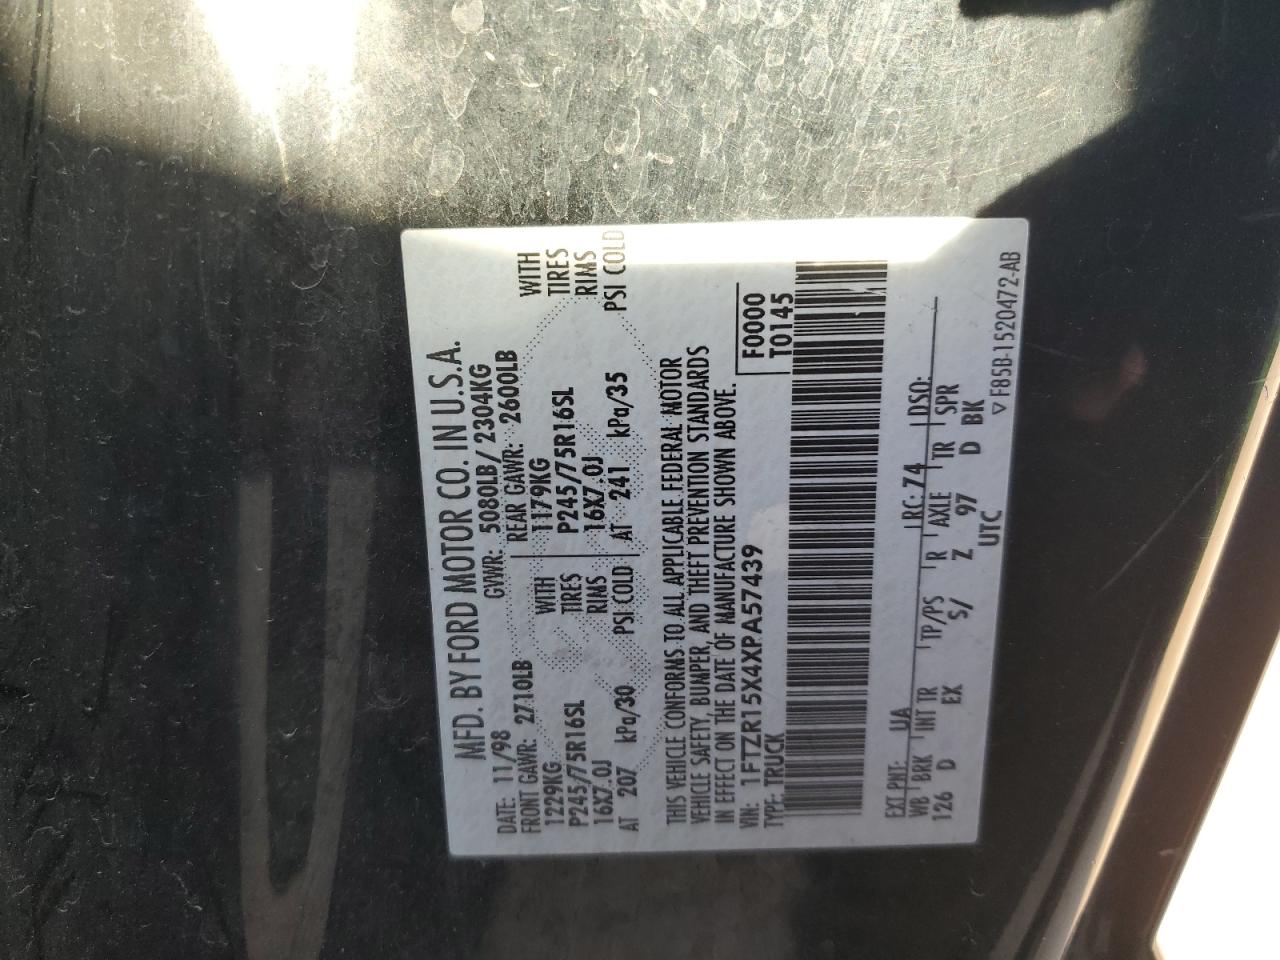 MFD. BY FORD MOTOR CO. IN U.S.A.
DATE: 11/98 GVWR: 5080LB/ 2304KG
FRONT GAWR: 2710LB REAR GAWR: 2600LB
1229KG WITH 1179KG WITH
P245/75R16SL TIRES P245/75R16SL TIRES
16X7.0J RIMS 16X7.0J RIMS
AT 207 kPa/30 PSI COLD AT 241 kPa/35 PSI COLD
THIS VEHICLE CONFORMS TO ALL APPLICABLE FEDERAL MOTOR
VEHICLE SAFETY, BUMPER, AND THEFT PREVENTION STANDARDS
IN EFFECT ON THE DATE OF MANUFACTURE SHOWN ABOVE.
VIN: 1FTZR15X4XPA57439 F0000
TYPE: TRUCK T0145
EXT PNT: UA RC: 74 DSO:
WB BRK INT TR TP/PS R AXLE TR SPR
126 D EX S/ Z 97 D BK
UTC
▽ F85B-1520472-AB